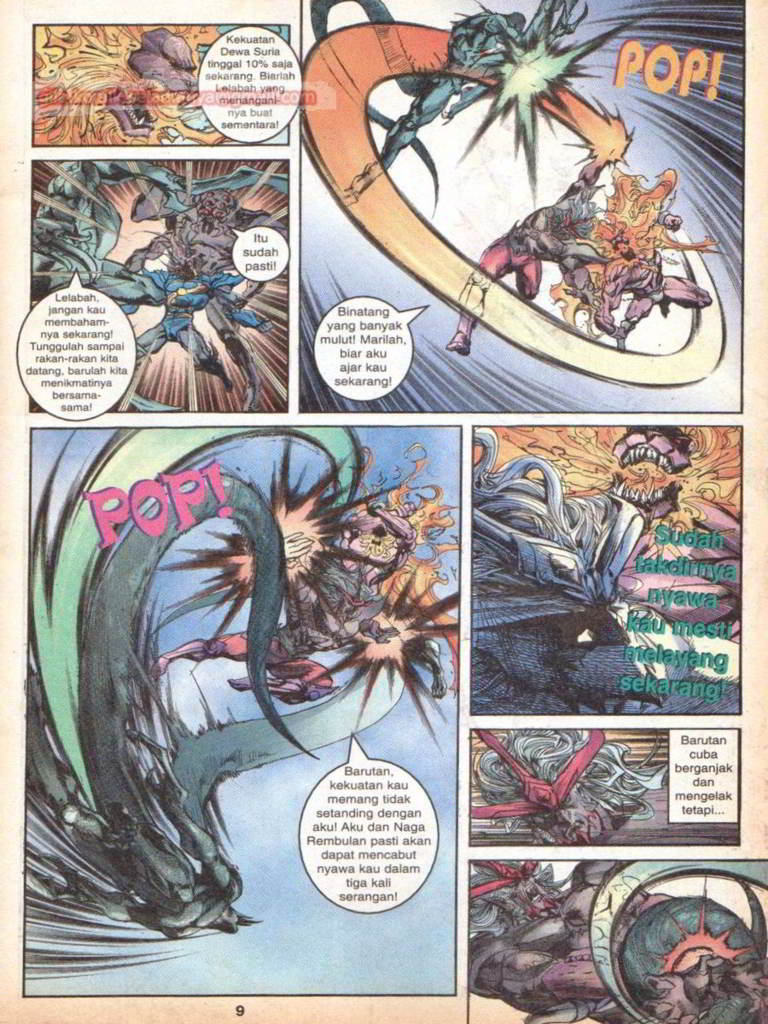 Kekuatan
Dewa Suria
tinggal 10% saja
sekarang. Biarlah
Lelabah yang
menangani-
nya buat
sementara!
Itu
sudah
pasti!
Lelabah,
jangan kau
membaham-
nya sekarang!
Tunggulah sampai
rakan-rakan kita
datang, barulah kita
menikmatinya
bersama-
sama!
POP!
Binatang
yang banyak
mulut! Marilah,
biar aku
ajar kau
sekarang!
POP!
Barutan,
kekuatan kau
memang tidak
setanding dengan
aku! Aku dan Naga
Rembulan pasti akan
dapat mencabut
nyawa kau dalam
tiga kali
serangan!
Sudah
takdirnya
nyawa
kau mesti
melayang
sekarang!
Barutan
cuba
berganjak
dan
mengelak
tetapi...
9